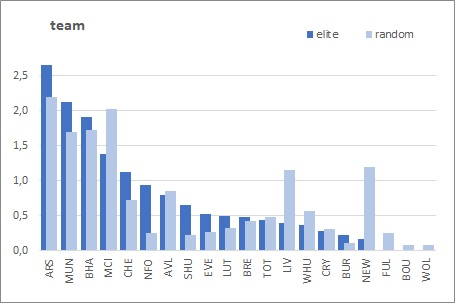 team
elite random
2,5
2,0
1,5
1,0
0,5
0,0
ARS MUN BHA MCI CHE NFO AVL SHU EVE LUT BRE TOT LIV WHU CRY BUR NEW FUL BOU WOL